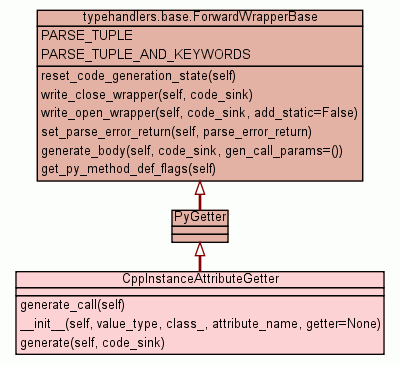 typehandlers.base.ForwardWrapperBase
PARSE_TUPLE
PARSE_TUPLE_AND_KEYWORDS
reset_code_generation_state(self)
write_close_wrapper(self, code_sink)
write_open_wrapper(self, code_sink, add_static=False)
set_parse_error_return(self, parse_error_return)
generate_body(self, code_sink, gen_call_params=())
get_py_method_def_flags(self)
PyGetter
CppInstanceAttributeGetter
generate_call(self)
__init__(self, value_type, class_, attribute_name, getter=None)
generate(self, code_sink)